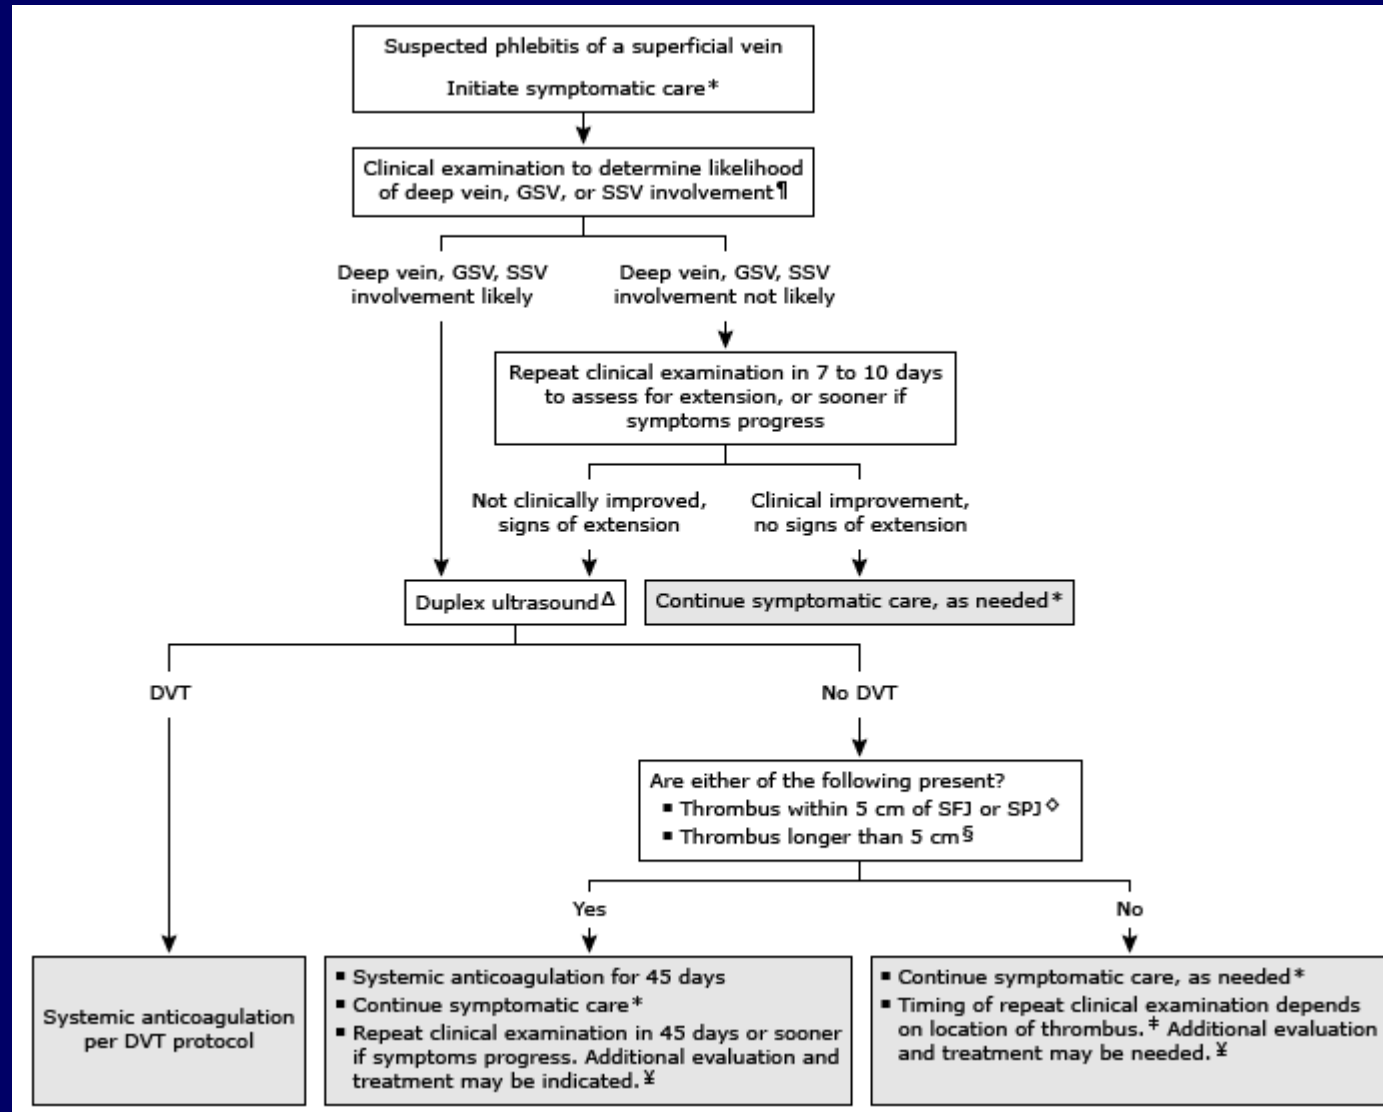 Suspected phlebitis of a superficial vein
Initiate symptomatic care*
Clinical examination to determine likelihood
of deep vein, GSV, or SSV involvement¶
Deep vein, GSV, SSV
involvement likely
Deep vein, GSV, SSV
involvement not likely
Repeat clinical examination in 7 to 10 days
to assess for extension, or sooner if
symptoms progress
Not clinically improved,
signs of extension
Clinical improvement,
no signs of extension
Duplex ultrasoundΔ
Continue symptomatic care, as needed*
DVT
No DVT
Are either of the following present?
▪ Thrombus within 5 cm of SFJ or SPJ◇
▪ Thrombus longer than 5 cm§
Yes
No
Systemic anticoagulation
per DVT protocol
▪ Systemic anticoagulation for 45 days
▪ Continue symptomatic care*
▪ Repeat clinical examination in 45 days or sooner
if symptoms progress. Additional evaluation and
treatment may be indicated.¥
▪ Continue symptomatic care, as needed*
▪ Timing of repeat clinical examination depends
on location of thrombus.‡ Additional evaluation
and treatment may be needed.¥